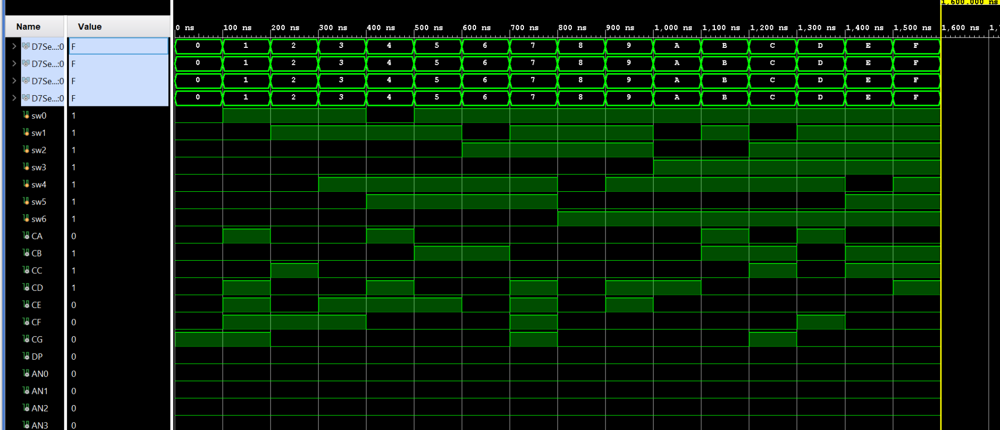 1,600.000 ns
Name Value
0 ns 100 ns 200 ns 300 ns 400 ns 500 ns 600 ns 700 ns 800 ns 900 ns 1,000 ns 1,100 ns 1,200 ns 1,300 ns 1,400 ns 1,500 ns 1,600 ns
D7Se...:0 F 0 1 2 3 4 5 6 7 8 9 A B C D E F
D7Se...:0 F 0 1 2 3 4 5 6 7 8 9 A B C D E F
D7Se...:0 F 0 1 2 3 4 5 6 7 8 9 A B C D E F
D7Se...:0 F 0 1 2 3 4 5 6 7 8 9 A B C D E F
sw0 1
sw1 1
sw2 1
sw3 1
sw4 1
sw5 1
sw6 1
CA 0
CB 1
CC 1
CD 1
CE 0
CF 0
CG 0
DP 0
AN0 0
AN1 0
AN2 0
AN3 0